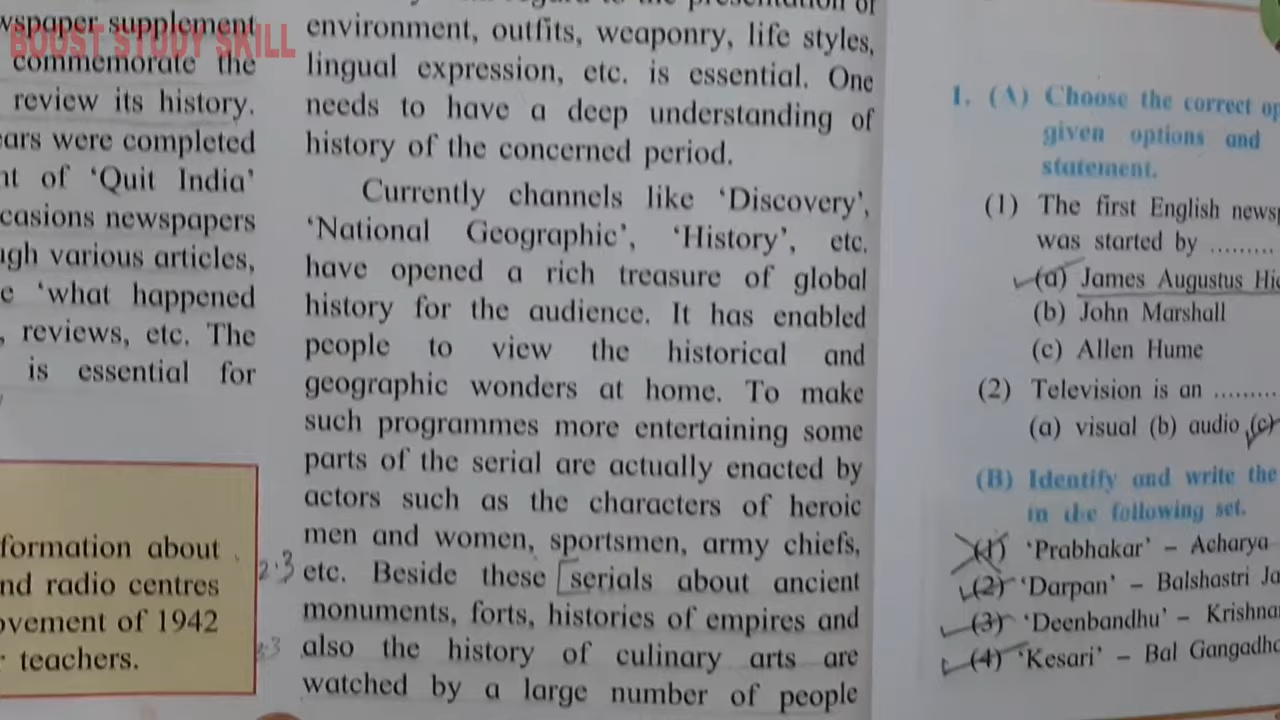 BOOST STUDY SKILL
wspaper supplement
commemorate the
review its history.
ears were completed
nt of ‘Quit India’
casions newspapers
ugh various articles,
e ‘what happened
, reviews, etc. The
is essential for
formation about
nd radio centres
ovement of 1942
r teachers.
environment, outfits, weaponry, life styles,
lingual expression, etc. is essential. One
needs to have a deep understanding of
history of the concerned period.
Currently channels like ‘Discovery’,
‘National Geographic’, ‘History’, etc.
have opened a rich treasure of global
history for the audience. It has enabled
people to view the historical and
geographic wonders at home. To make
such programmes more entertaining some
parts of the serial are actually enacted by
actors such as the characters of heroic
men and women, sportsmen, army chiefs,
2.3 etc. Beside these serials about ancient
monuments, forts, histories of empires and
also the history of culinary arts are
watched by a large number of people
1. (A) Choose the correct op
given options and
statement.
(1) The first English newsp
was started by .........
(a) James Augustus Hic
(b) John Marshall
(c) Allen Hume
(2) Television is an .........
(a) visual (b) audio (c)
(B) Identify and write the
in the following set.
(1) ‘Prabhakar’ – Acharya
(2) ‘Darpan’ – Balshastri Ja
(3) ‘Deenbandhu’ – Krishna
(4) ‘Kesari’ – Bal Gangadha